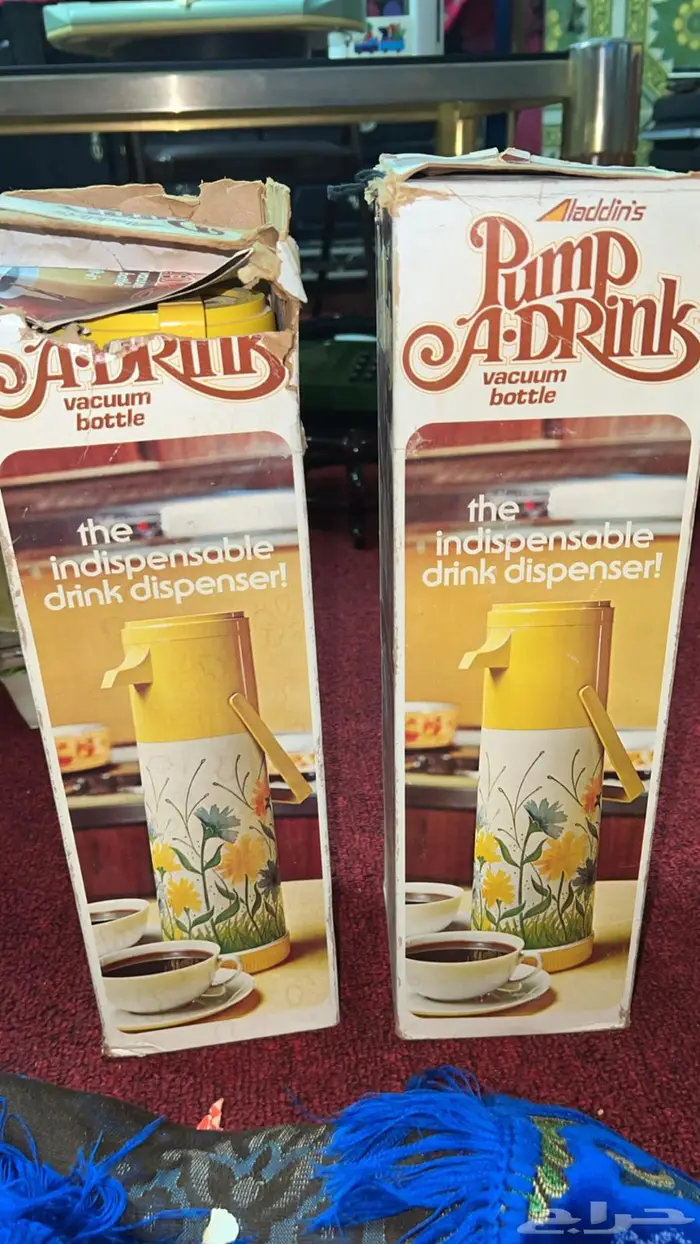 A·DRink
vacuum
bottle
the
indispensable
drink dispenser!
Aladdin's
Pump
A·DRink
vacuum
bottle
the
indispensable
drink dispenser!
حراج